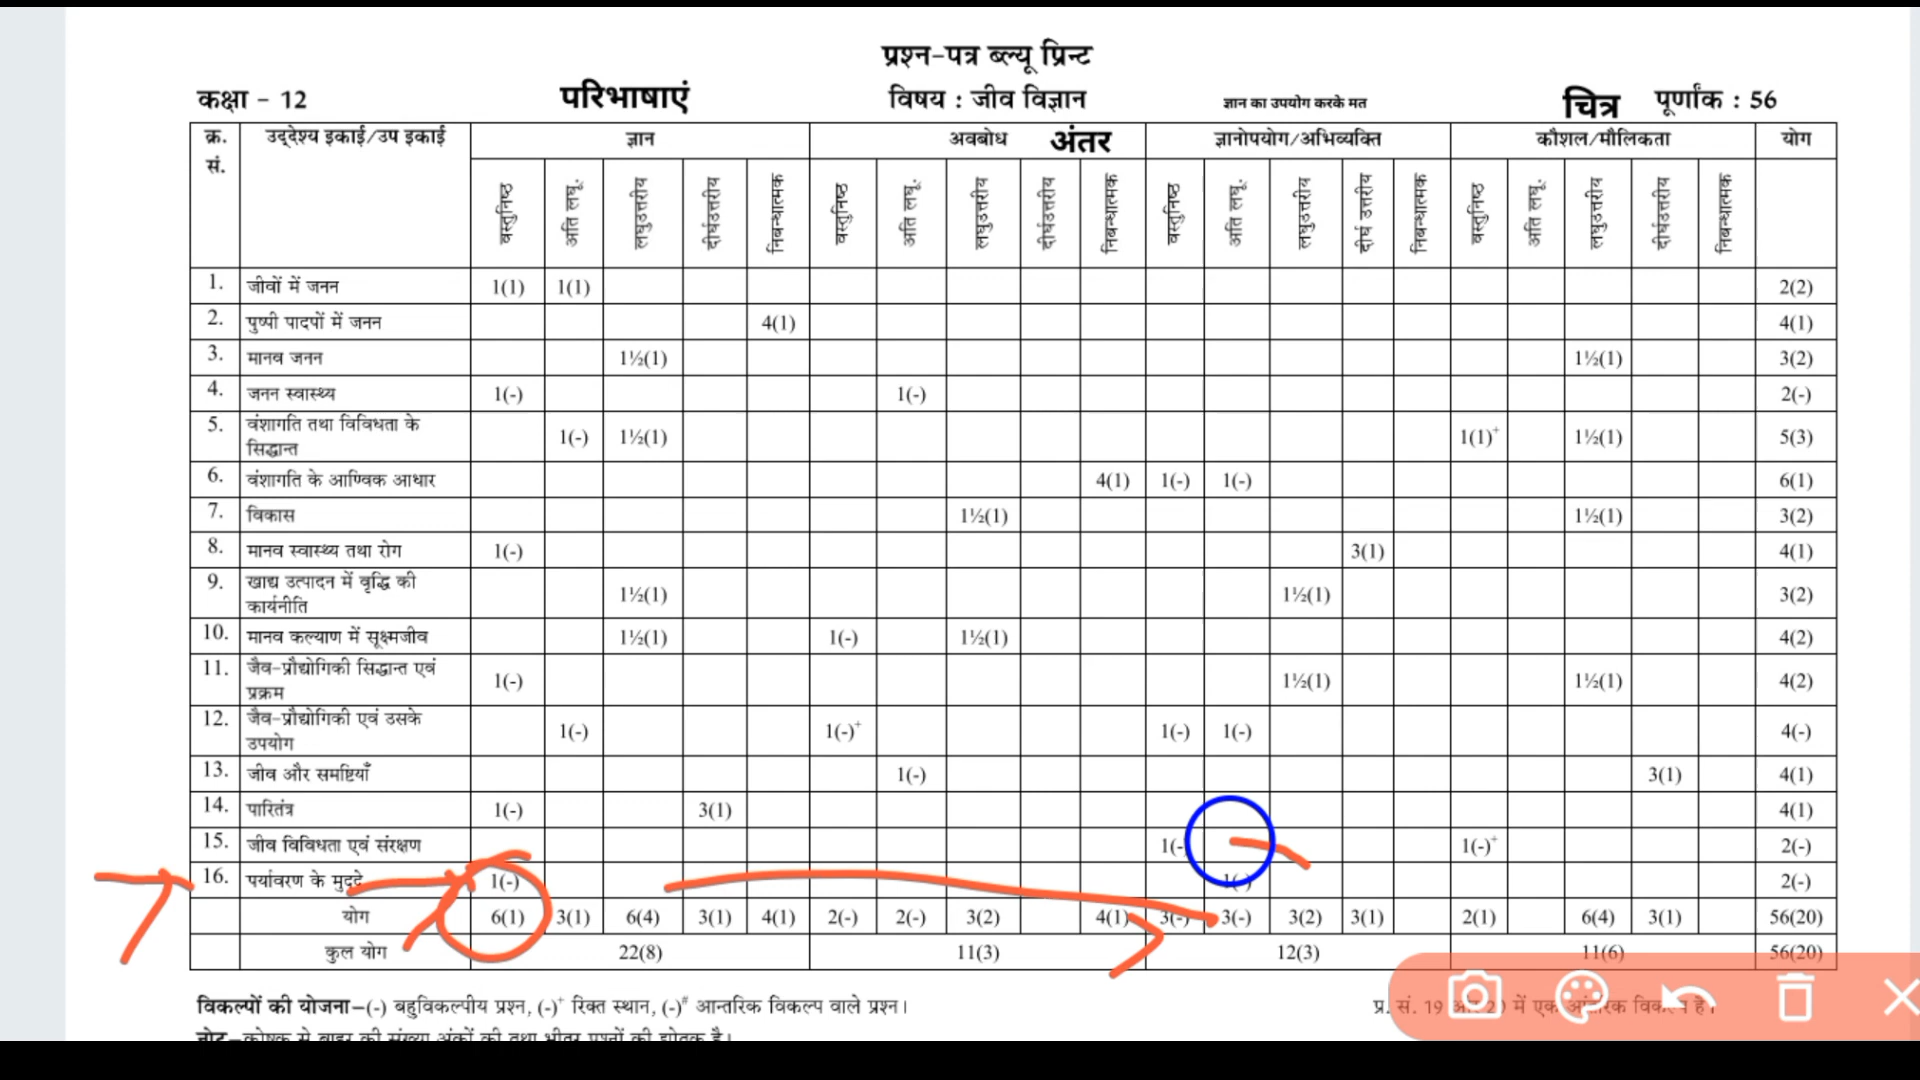 प्रश्न-पत्र ब्ल्यू प्रिन्ट
कक्षा - 12 परिभाषाएं विषय : जीव विज्ञान ज्ञान का उपयोग करके मत चित्र पूर्णांक : 56
क्र. सं. उद्देश्य इकाई/उप इकाई ज्ञान अवबोध अंतर ज्ञानोपयोग/अभिव्यक्ति कौशल/मौलिकता योग
वस्तुनिष्ठ अति लघू. लघुउत्तरीय दीर्घउत्तरीय निबन्धात्मक वस्तुनिष्ठ अति लघू. लघुउत्तरीय दीर्घउत्तरीय निबन्धात्मक वस्तुनिष्ठ अति लघू. लघुउत्तरीय दीर्घ उत्तरीय निबन्धात्मक वस्तुनिष्ठ अति लघू. लघुउत्तरीय दीर्घउत्तरीय निबन्धात्मक
1. जीवों में जनन 1(1) 1(1) 2(2)
2. पुष्पी पादपों में जनन 4(1) 4(1)
3. मानव जनन 1½(1) 1½(1) 3(2)
4. जनन स्वास्थ्य 1(-) 1(-) 2(-)
5. वंशागति तथा विविधता के सिद्धान्त 1(-) 1½(1) 1(1)⁺ 1½(1) 5(3)
6. वंशागति के आण्विक आधार 4(1) 1(-) 1(-) 6(1)
7. विकास 1½(1) 1½(1) 3(2)
8. मानव स्वास्थ्य तथा रोग 1(-) 3(1) 4(1)
9. खाद्य उत्पादन में वृद्धि की कार्यनीति 1½(1) 1½(1) 3(2)
10. मानव कल्याण में सूक्ष्मजीव 1½(1) 1(-) 1½(1) 4(2)
11. जैव-प्रौद्योगिकी सिद्धान्त एवं प्रक्रम 1(-) 1½(1) 1½(1) 4(2)
12. जैव-प्रौद्योगिकी एवं उसके उपयोग 1(-) 1(-)⁺ 1(-) 1(-) 4(-)
13. जीव और समष्टियाँ 1(-) 3(1) 4(1)
14. पारितंत्र 1(-) 3(1) 4(1)
15. जीव विविधता एवं संरक्षण 1(- 1(-)⁺ 2(-)
16. पर्यावरण के मुद्दे 1(-) 1(-) 2(-)
योग 6(1) 3(1) 6(4) 3(1) 4(1) 2(-) 2(-) 3(2) 4(1) 3(-) 3(-) 3(2) 3(1) 2(1) 6(4) 3(1) 56(20)
कुल योग 22(8) 11(3) 12(3) 11(6) 56(20)
विकल्पों की योजना–(-) बहुविकल्पीय प्रश्न, (-)⁺ रिक्त स्थान, (-)# आन्तरिक विकल्प वाले प्रश्न। प्र. सं. 19 में एक विक
नोट–कोष्ठक से बाहर की संख्या अंकों की तथा भीतर प्रश्नों की द्योतक है।